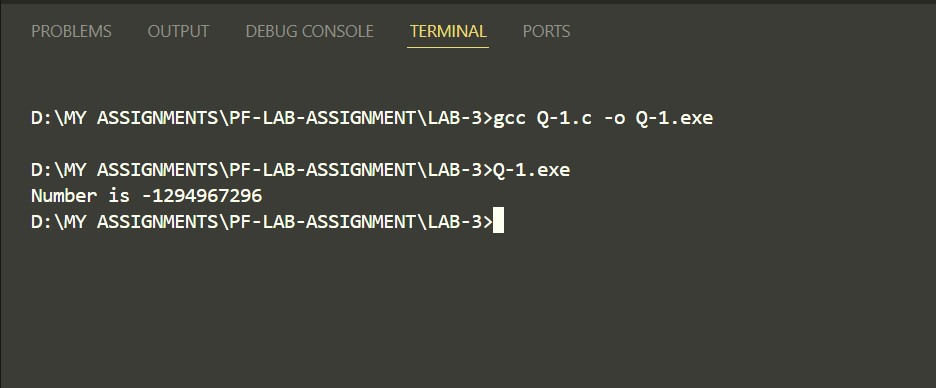 PROBLEMS OUTPUT DEBUG CONSOLE TERMINAL PORTS
D:\MY ASSIGNMENTS\PF-LAB-ASSIGNMENT\LAB-3>gcc Q-1.c -o Q-1.exe
D:\MY ASSIGNMENTS\PF-LAB-ASSIGNMENT\LAB-3>Q-1.exe
Number is -1294967296
D:\MY ASSIGNMENTS\PF-LAB-ASSIGNMENT\LAB-3>